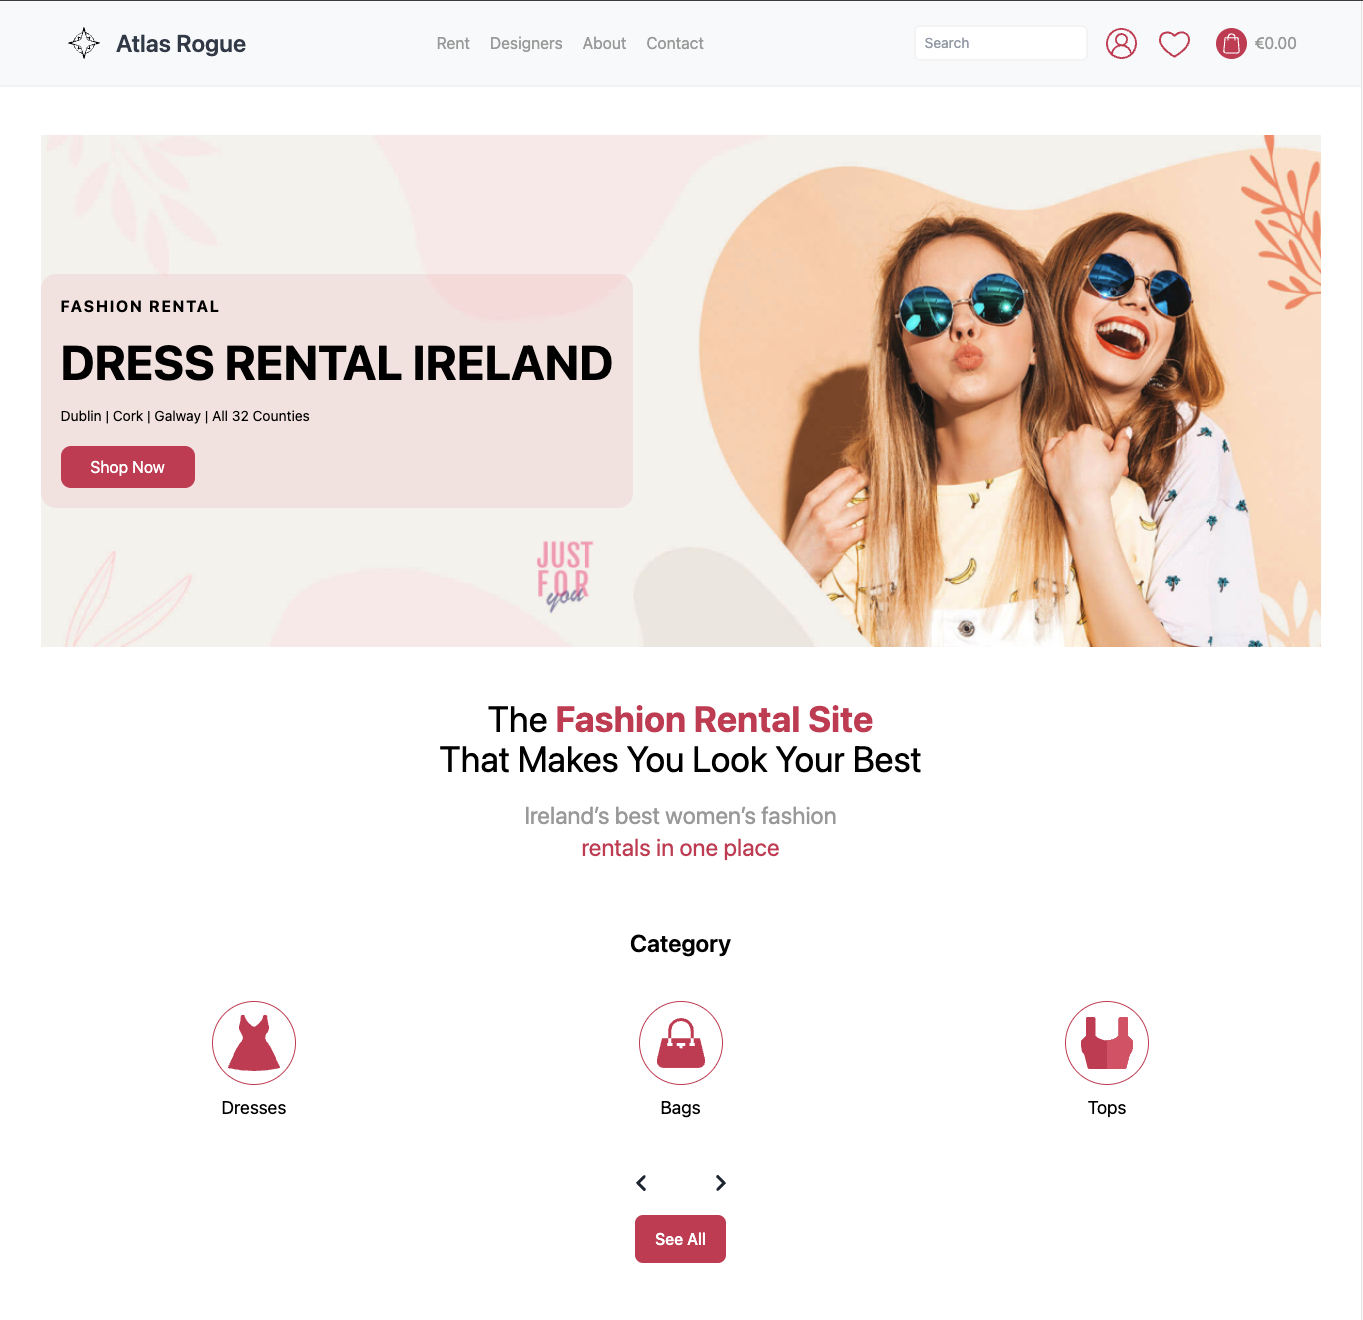 Atlas Rogue
Rent Designers About Contact
Search
€0.00
FASHION RENTAL
DRESS RENTAL IRELAND
Dublin | Cork | Galway | All 32 Counties
Shop Now
JUST
FOR
you
The Fashion Rental Site
That Makes You Look Your Best
Ireland’s best women’s fashion
rentals in one place
Category
Dresses
Bags
Tops
See All